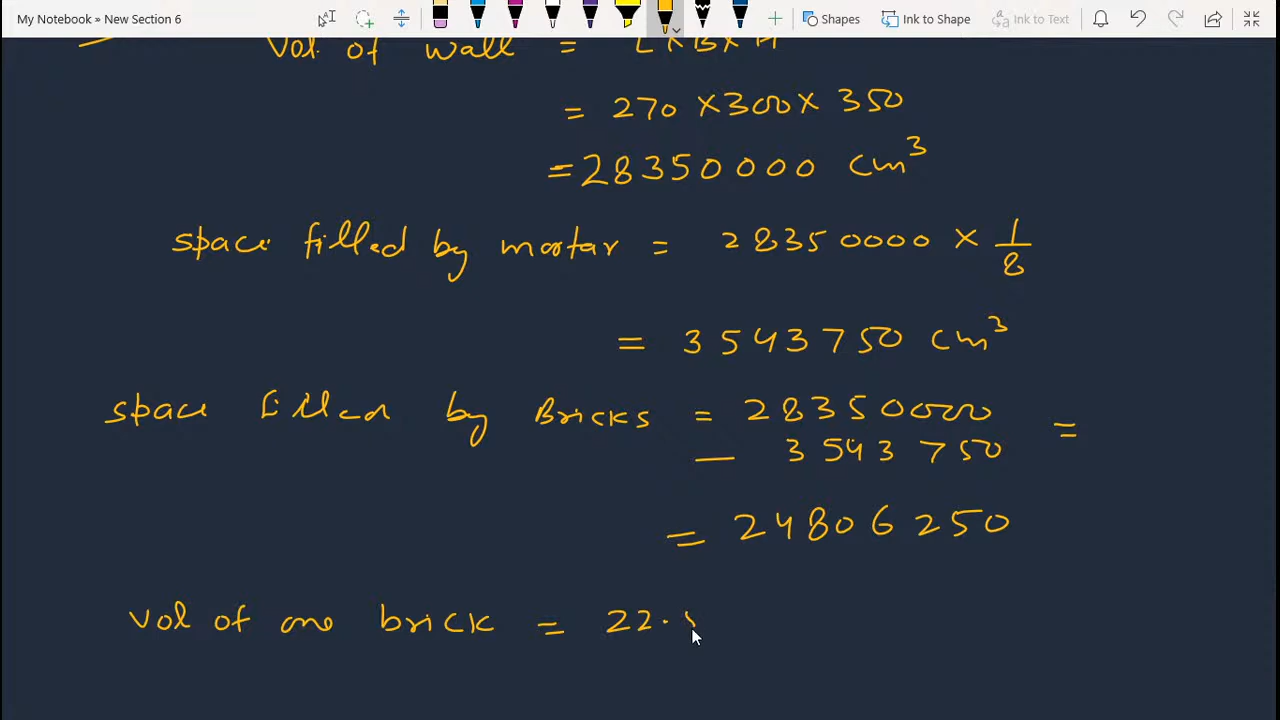 My Notebook » New Section 6
Shapes
Ink to Shape
Ink to Text
Vol. of wall = L×B×H
= 270 ×300× 350
=28350000 cm³
space filled by mortar = 28350000 × 1/8
= 3543750 cm³
space filled by Bricks = 28350000
— 3543750 =
= 24806250
vol of one brick = 22.